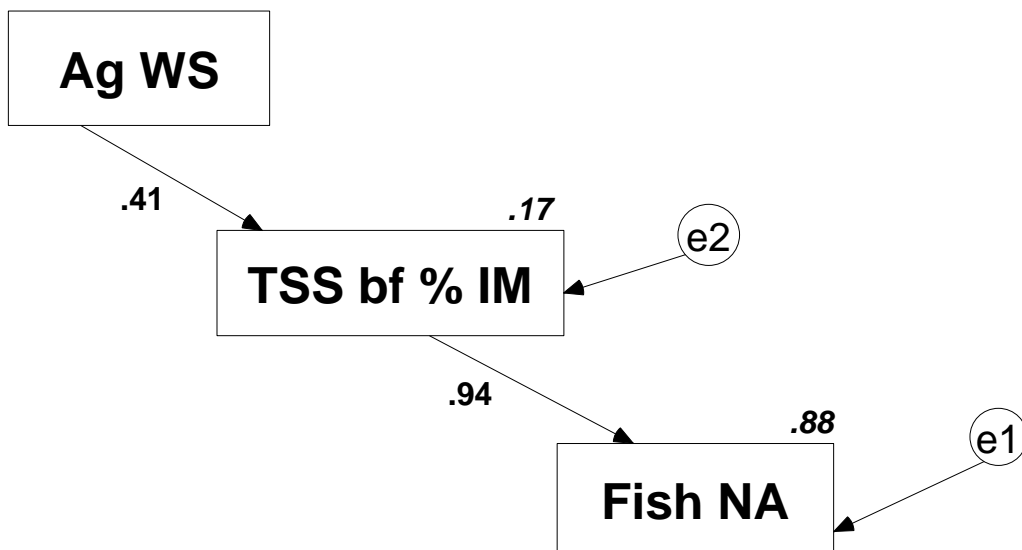 Ag WS
.41
.17
e2
TSS bf % IM
.94
.88
e1
Fish NA